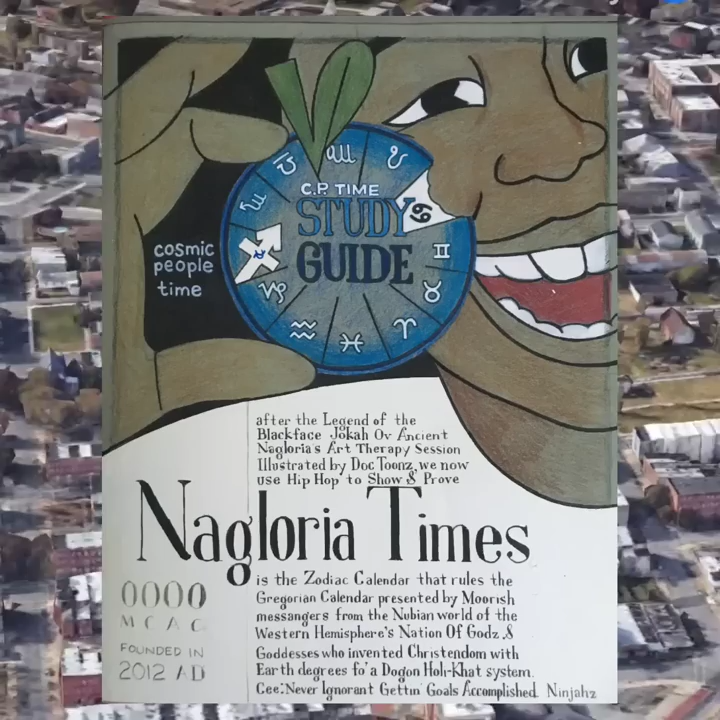 C.P. TIME
STUDY
GUIDE
69
cosmic
people
time
after the Legend of the
Blackface Jokah Ov Ancient
Nagloria's Art Therapy Session
Illustrated by Doc Toonz, we now
use Hip Hop to Show & Prove
Nagloria Times
is the Zodiac Calendar that rules the
Gregorian Calendar presented by Moorish
messangers from the Nubian world of the
Western Hemisphere's Nation Of Godz &
Goddesses who invented Christendom with
Earth degrees fo'a Dogon Holi-Khat system.
Cee:Never Ignorant Gettin' Goals Accomplished. Ninjahz
0000
M C A C
FOUNDED IN
2012 AD